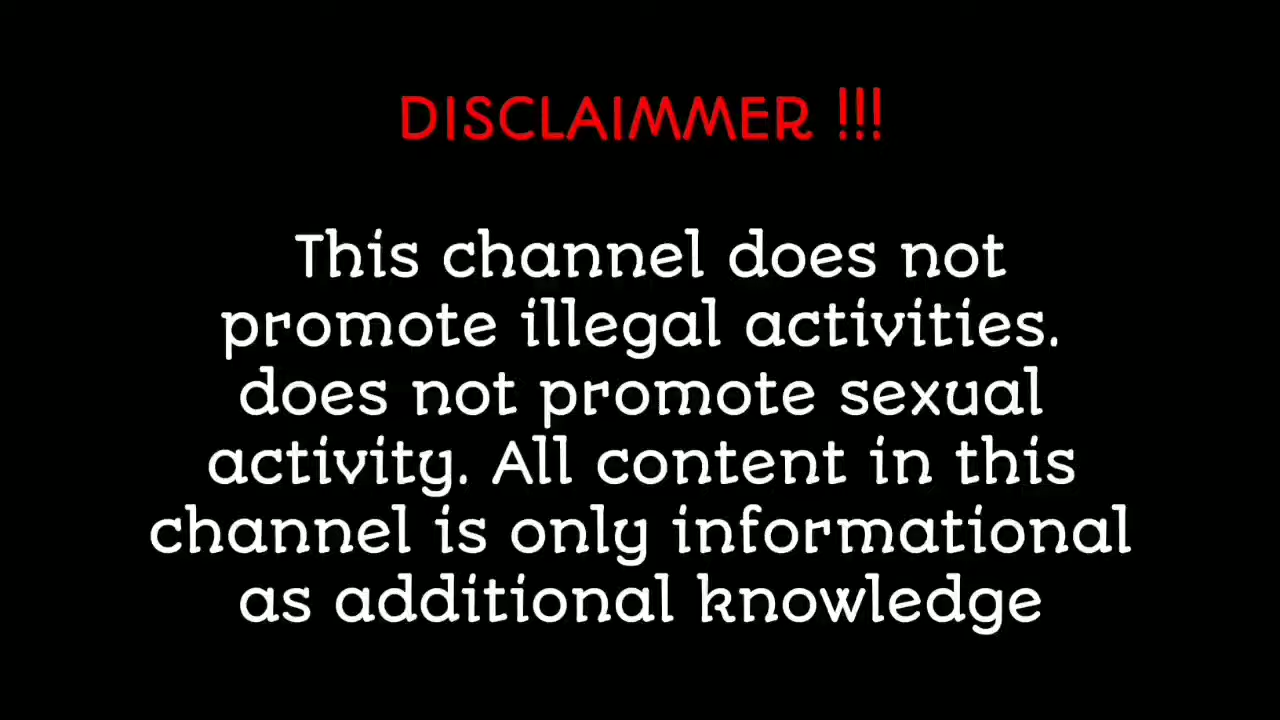 DISCLAIMMER !!!
This channel does not
promote illegal activities.
does not promote sexual
activity. All content in this
channel is only informational
as additional knowledge